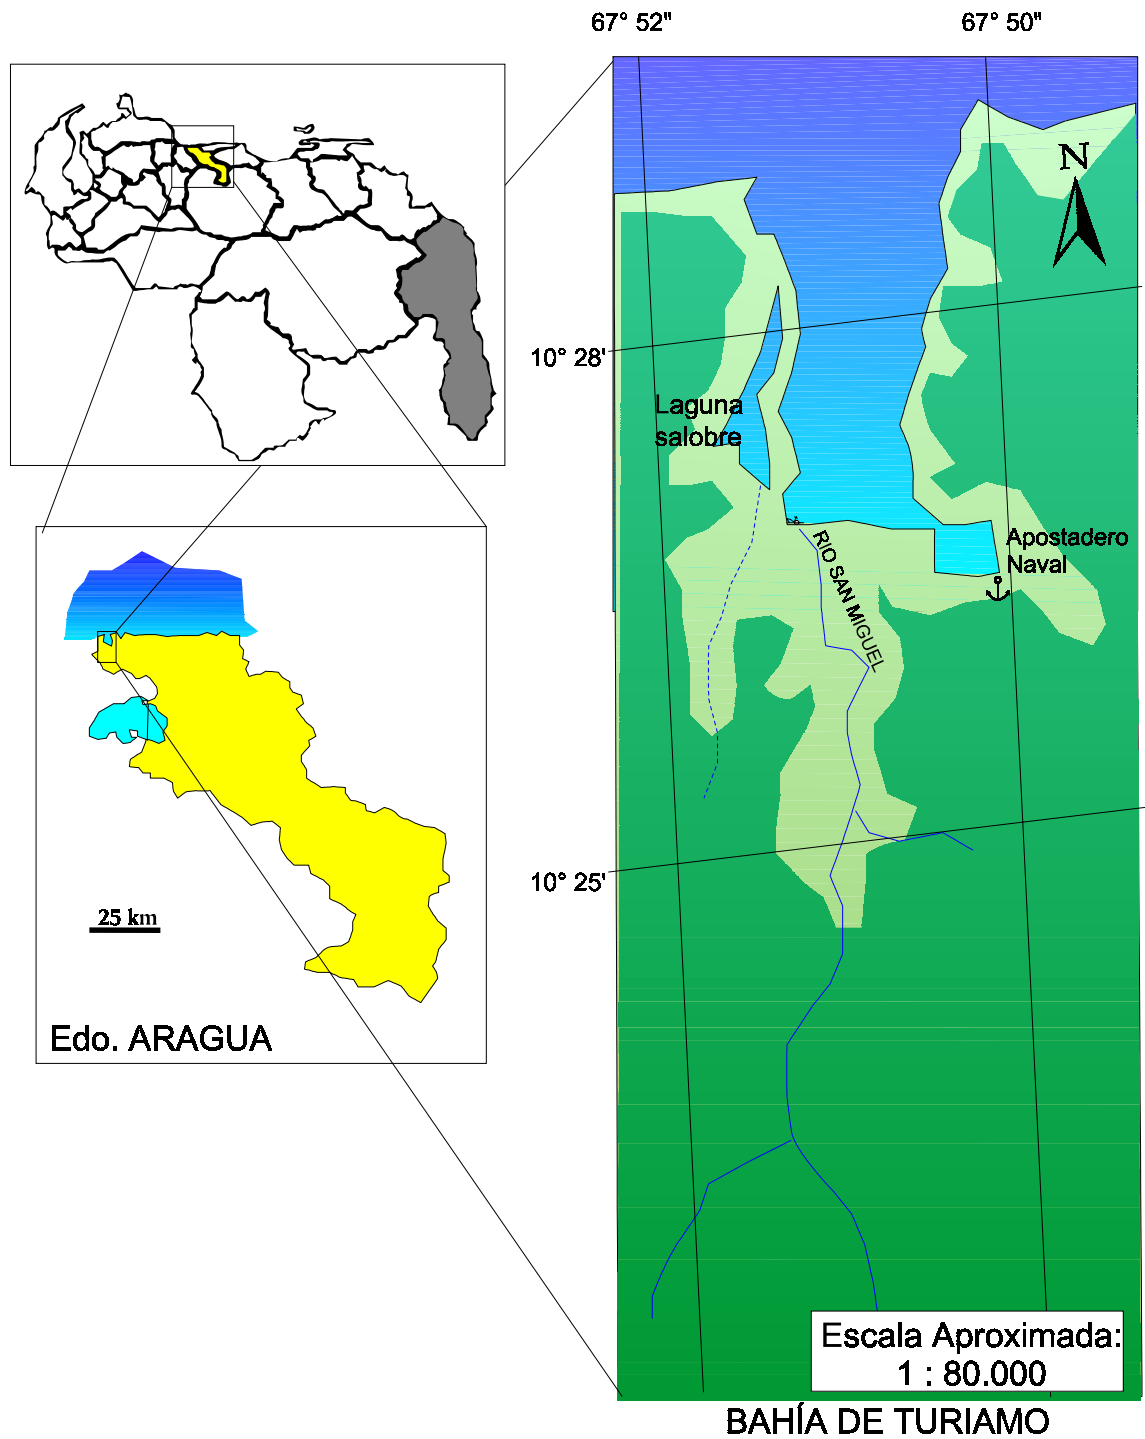 67° 52"
67° 50"
N
10° 28'
Laguna
salobre
Apostadero
Naval
RIO SAN MIGUEL
10° 25'
25 km
Edo. ARAGUA
Escala Aproximada:
1 : 80.000
BAHÍA DE TURIAMO